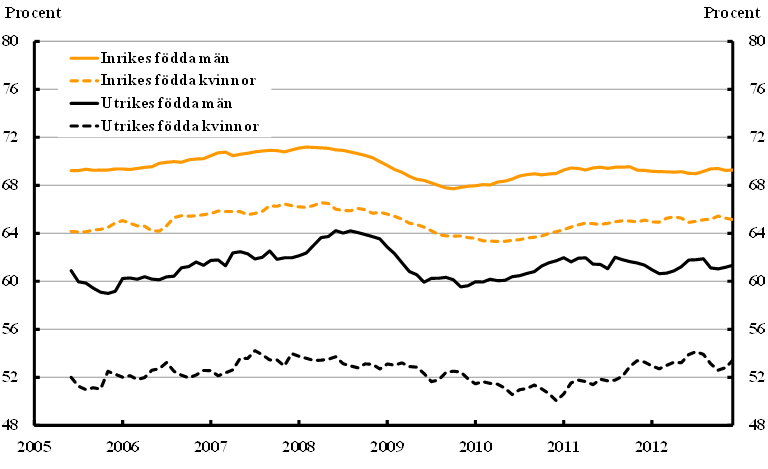 Procent Procent
80 80
Inrikes födda män
76 76
Inrikes födda kvinnor
Utrikes födda män
72 72
Utrikes födda kvinnor
68 68
64 64
60 60
56 56
52 52
48 48
2005 2006 2007 2008 2009 2010 2011 2012